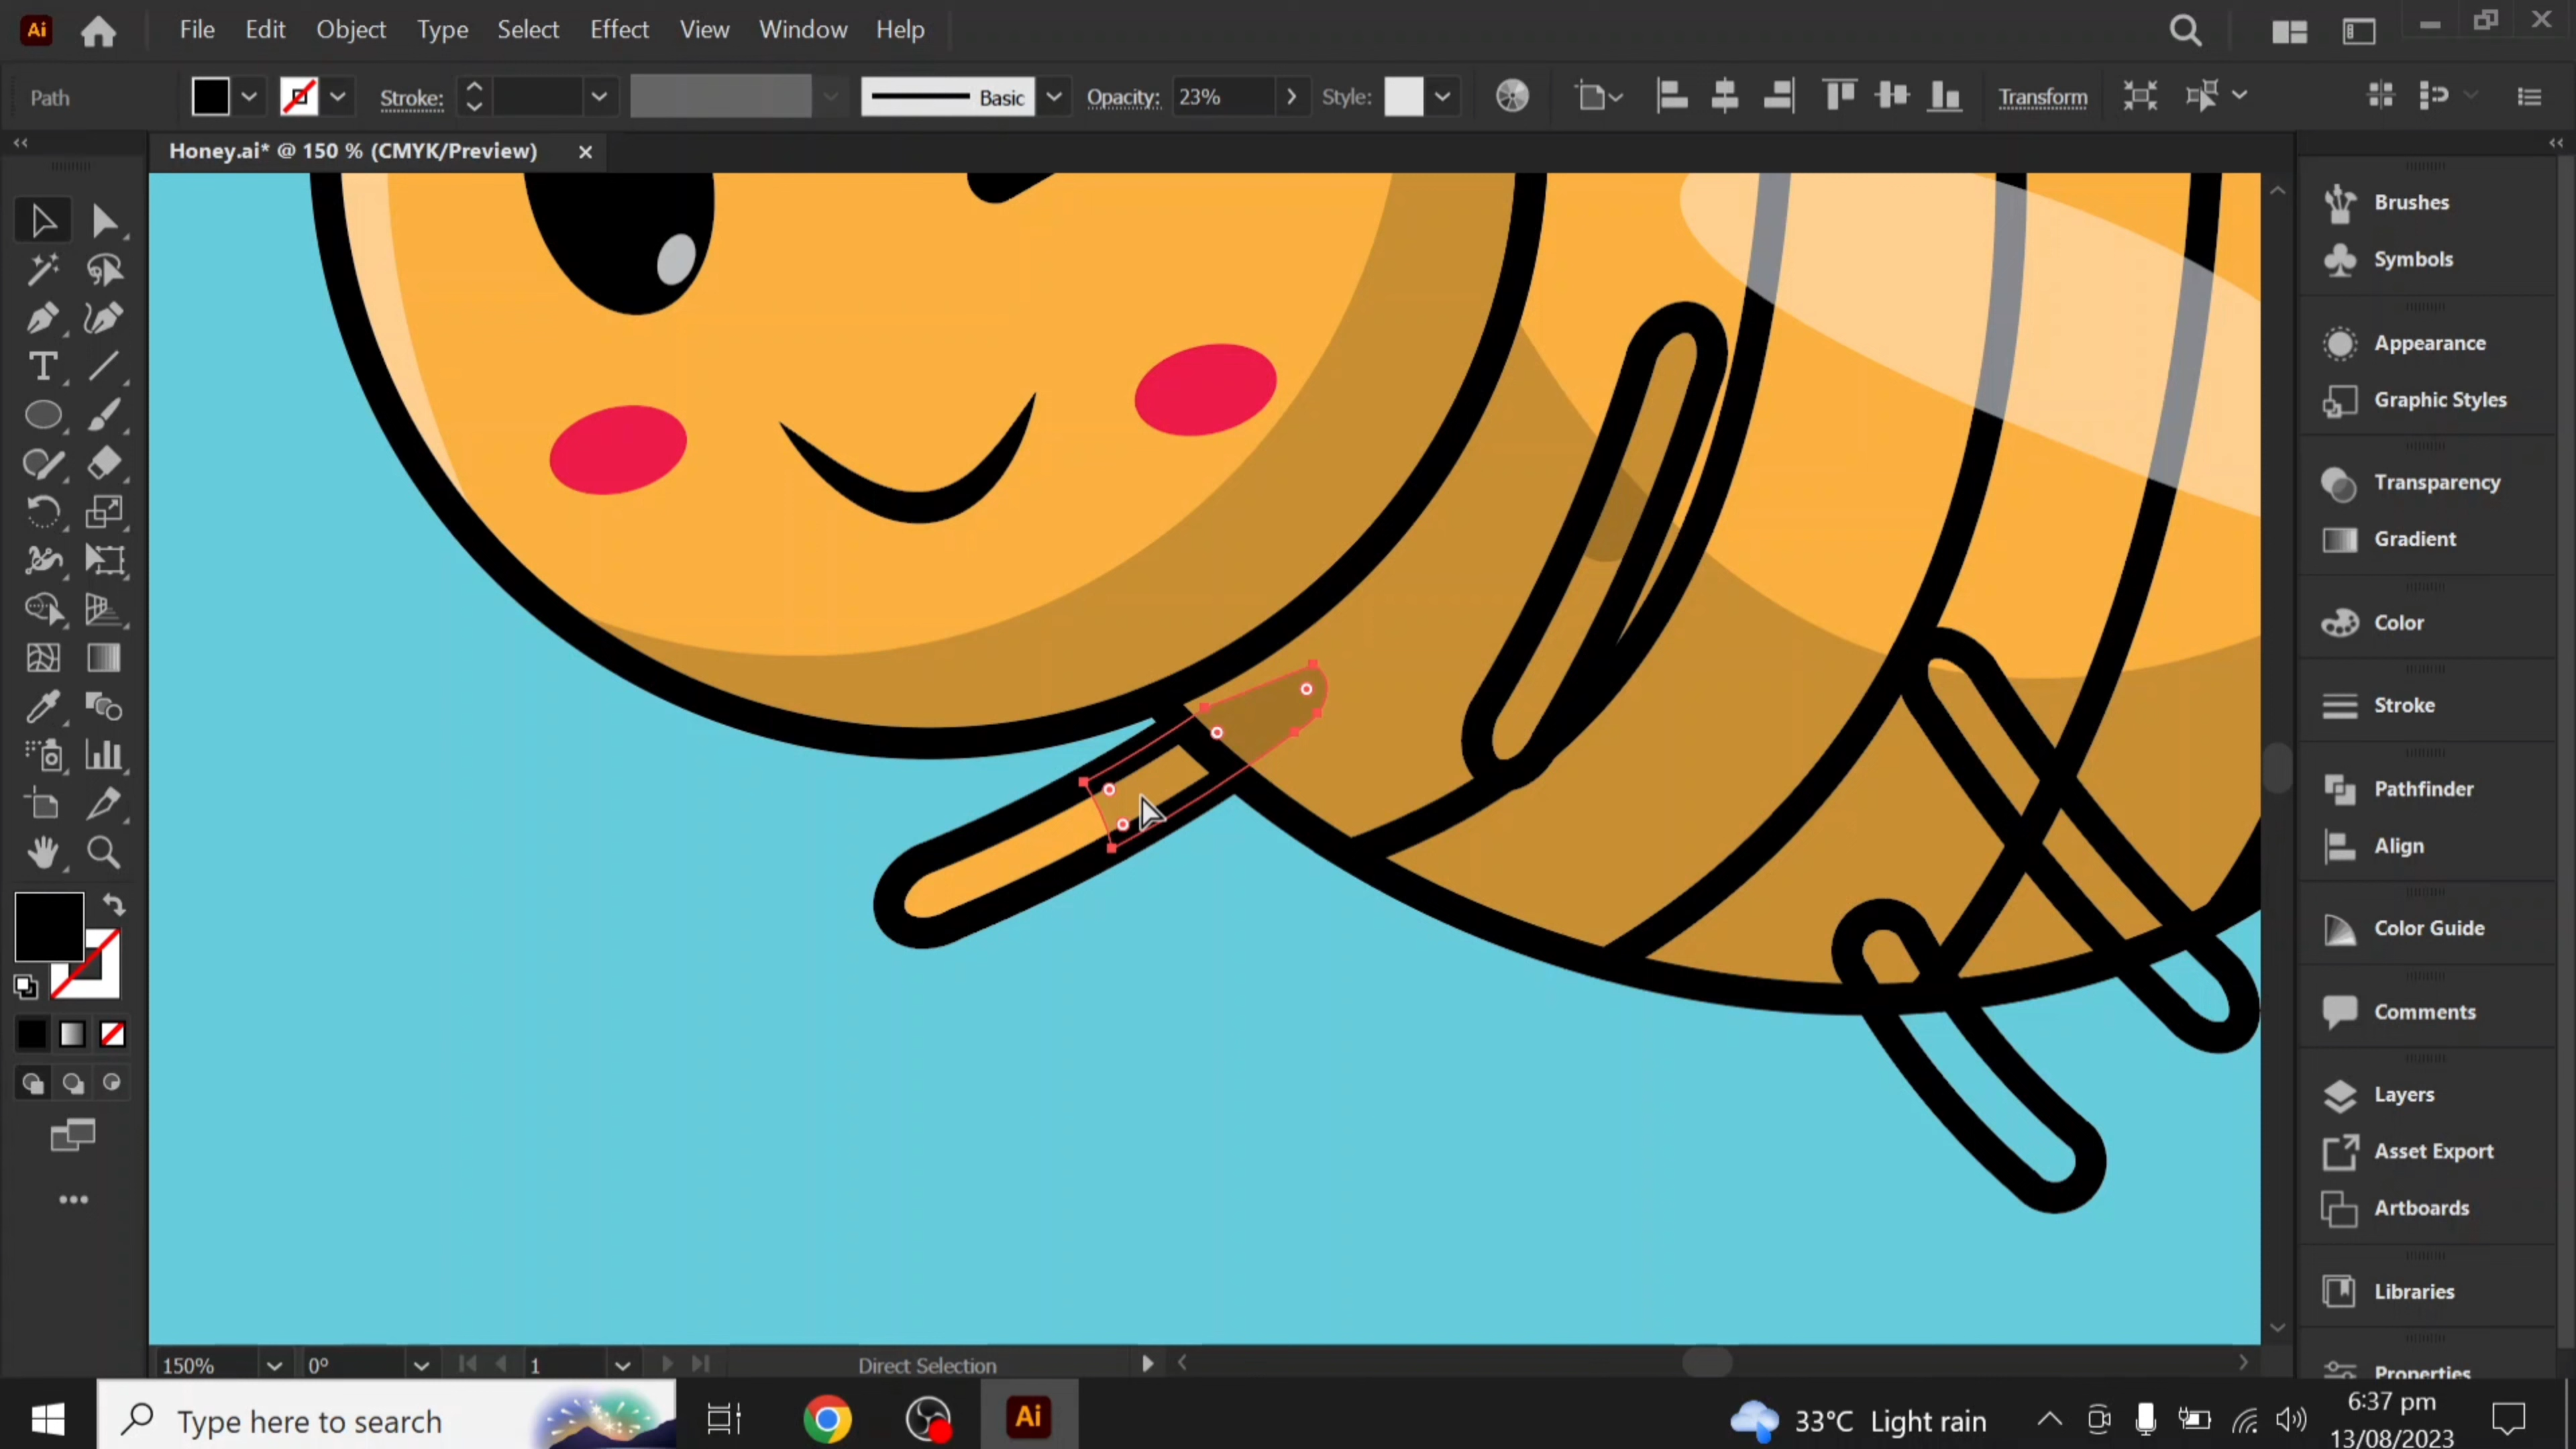 Ai File Edit Object Type Select Effect View Window Help
Path Stroke: Basic Opacity: 23% Style: Transform
Honey.ai* @ 150 % (CMYK/Preview)
T
Brushes
Symbols
Appearance
Graphic Styles
Transparency
Gradient
Color
Stroke
Pathfinder
Align
Color Guide
Comments
Layers
Asset Export
Artboards
Libraries
Properties
150% 0° 1 Direct Selection
Type here to search Ai 33°C Light rain 6:37 pm
13/08/2023